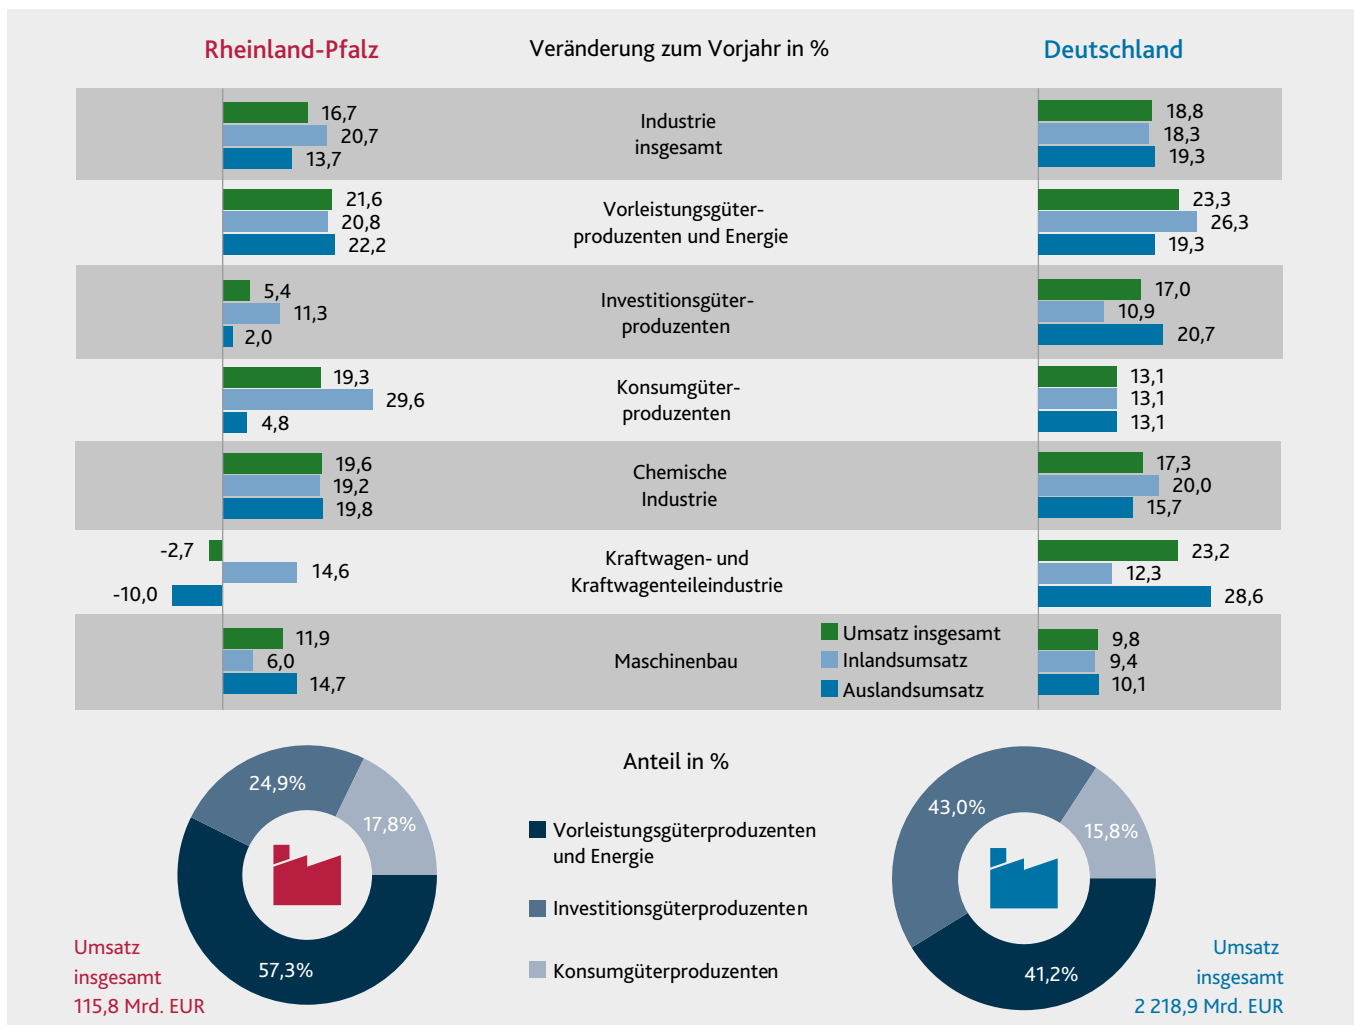 Rheinland-Pfalz
Veränderung zum Vorjahr in %
Deutschland
16,7
20,7
13,7
Industrie
insgesamt
18,8
18,3
19,3
21,6
20,8
22,2
Vorleistungsgüter-
produzenten und Energie
23,3
26,3
19,3
5,4
11,3
2,0
Investitionsgüter-
produzenten
17,0
10,9
20,7
19,3
29,6
4,8
Konsumgüter-
produzenten
13,1
13,1
13,1
19,6
19,2
19,8
Chemische
Industrie
17,3
20,0
15,7
-2,7
14,6
-10,0
Kraftwagen- und
Kraftwagenteileindustrie
23,2
12,3
28,6
11,9
6,0
14,7
Maschinenbau
Umsatz insgesamt
Inlandsumsatz
Auslandsumsatz
9,8
9,4
10,1
Anteil in %
24,9%
17,8%
57,3%
Umsatz
insgesamt
115,8 Mrd. EUR
Vorleistungsgüterproduzenten
und Energie
Investitionsgüterproduzenten
Konsumgüterproduzenten
43,0%
15,8%
41,2%
Umsatz
insgesamt
2 218,9 Mrd. EUR